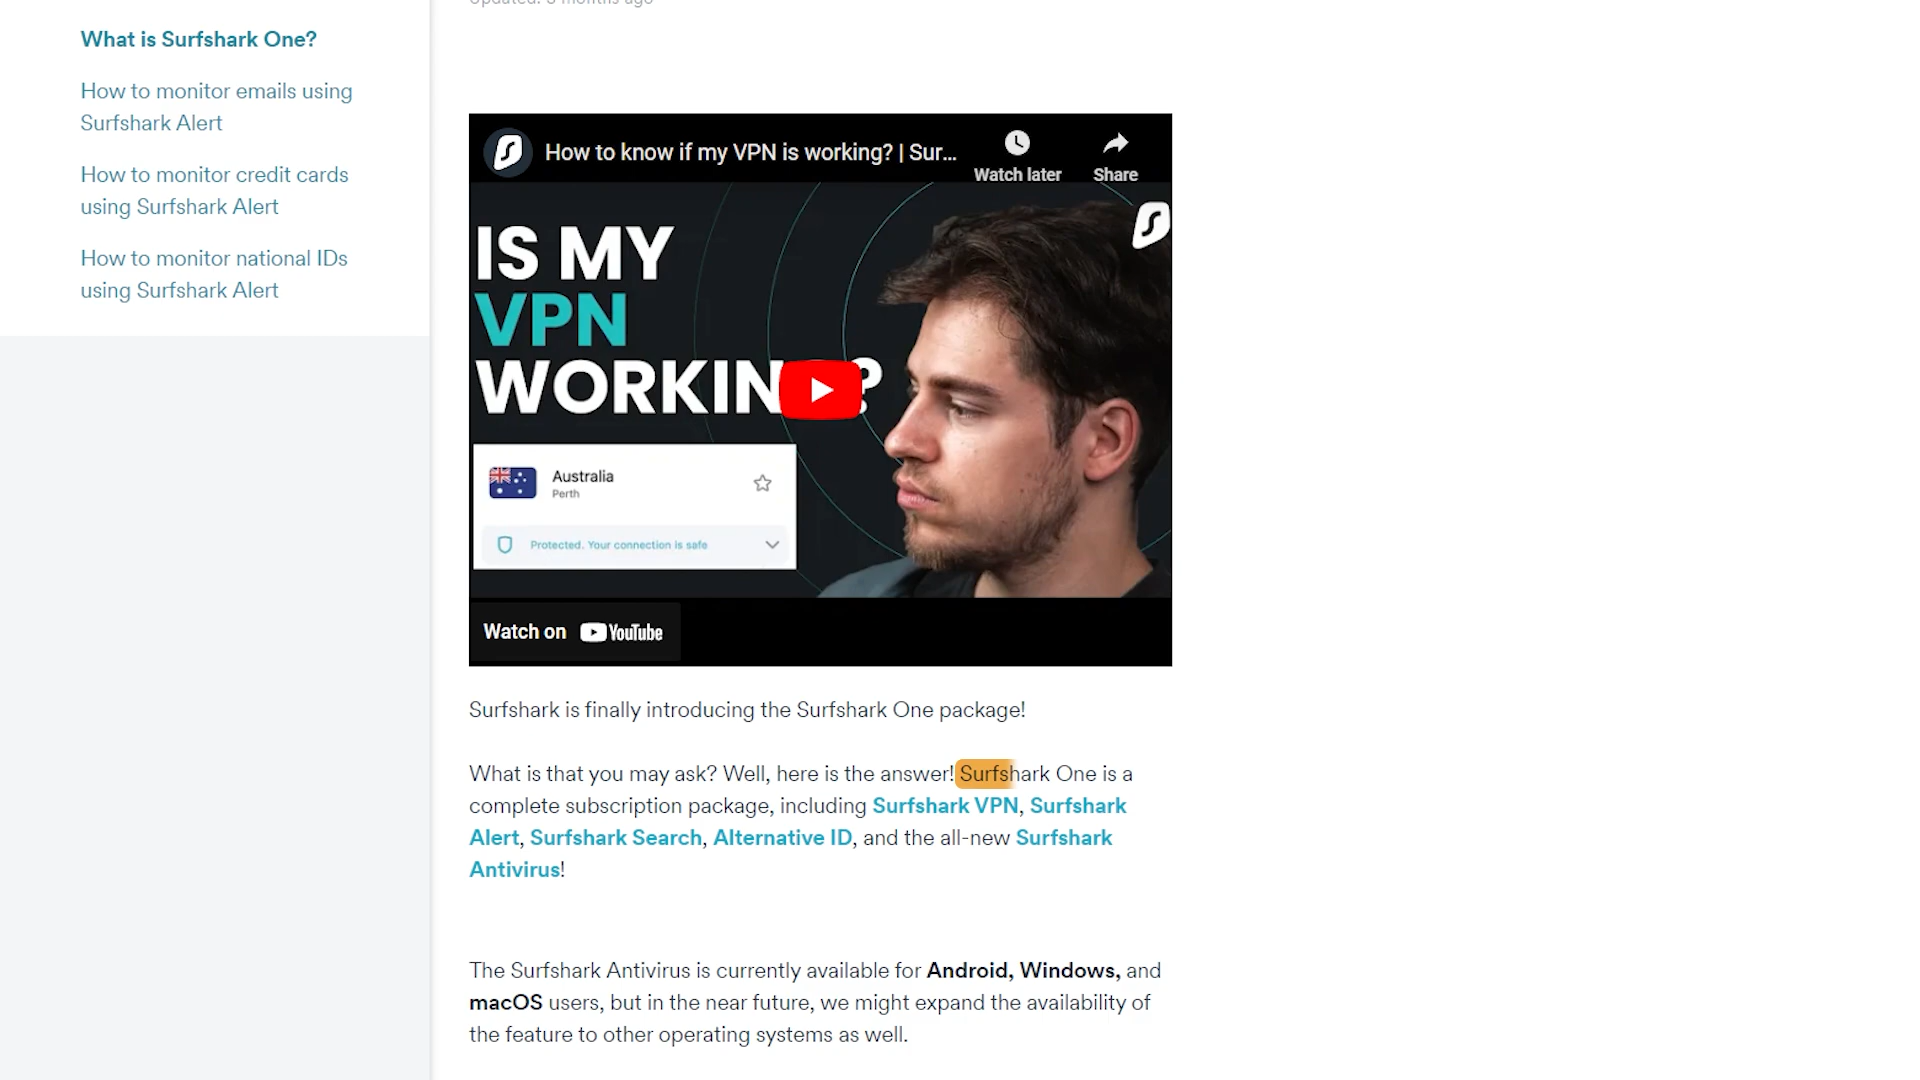 Updated: 8 months ago
What is Surfshark One?
How to monitor emails using
Surfshark Alert
How to monitor credit cards
using Surfshark Alert
How to monitor national IDs
using Surfshark Alert
How to know if my VPN is working? | Sur...
Watch later
Share
IS MY
VPN
WORKIN ?
Australia
Perth
Protected. Your connection is safe
Watch on YouTube
Surfshark is finally introducing the Surfshark One package!
What is that you may ask? Well, here is the answer! Surfshark One is a
complete subscription package, including Surfshark VPN, Surfshark
Alert, Surfshark Search, Alternative ID, and the all-new Surfshark
Antivirus!
The Surfshark Antivirus is currently available for Android, Windows, and
macOS users, but in the near future, we might expand the availability of
the feature to other operating systems as well.